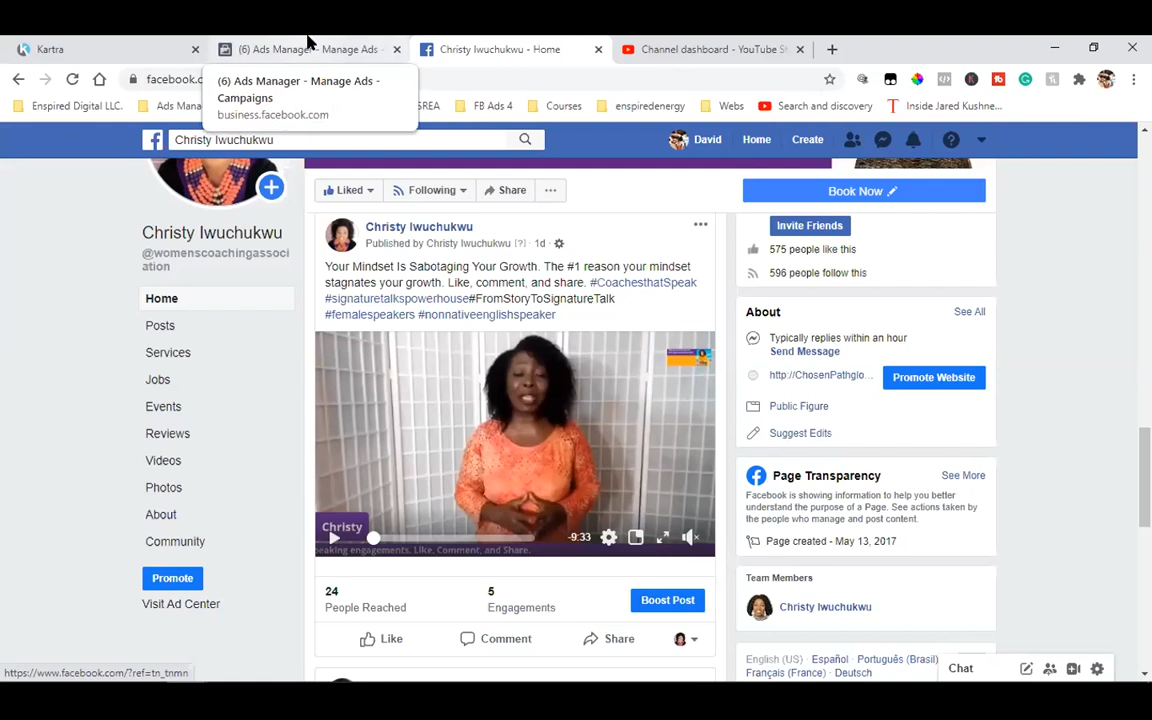 Kartra
(6) Ads Manager - Manage Ads -
Christy Iwuchukwu - Home
Channel dashboard - YouTube St
facebook.c
(6) Ads Manager - Manage Ads -
Campaigns
business.facebook.com
Enspired Digital LLC.
Ads Mana
SREA
FB Ads 4
Courses
enspiredenergy
Webs
Search and discovery
Inside Jared Kushne...
Christy Iwuchukwu
David
Home
Create
Liked
Following
Share
Book Now
Christy Iwuchukwu
@womenscoachingassoci
ation
Home
Posts
Services
Jobs
Events
Reviews
Videos
Photos
About
Community
Promote
Visit Ad Center
https://www.facebook.com/?ref=tn_tnmn
Christy Iwuchukwu
Published by Christy Iwuchukwu [?] · 1d ·
Your Mindset Is Sabotaging Your Growth. The #1 reason your mindset
stagnates your growth. Like, comment, and share. #CoachesthatSpeak
#signaturetalkspowerhouse#FromStoryToSignatureTalk
#femalespeakers #nonnativeenglishspeaker
Christy
-9:33
peaking engagements. Like, Comment, and Share.
24
People Reached
5
Engagements
Boost Post
Like
Comment
Share
Invite Friends
575 people like this
596 people follow this
About
See All
Typically replies within an hour
Send Message
http://ChosenPathglo...
Promote Website
Public Figure
Suggest Edits
Page Transparency
See More
Facebook is showing information to help you better
understand the purpose of a Page. See actions taken by
the people who manage and post content.
Page created - May 13, 2017
Team Members
Christy Iwuchukwu
English (US) · Español · Português (Brasil)
Français (France) · Deutsch
Chat